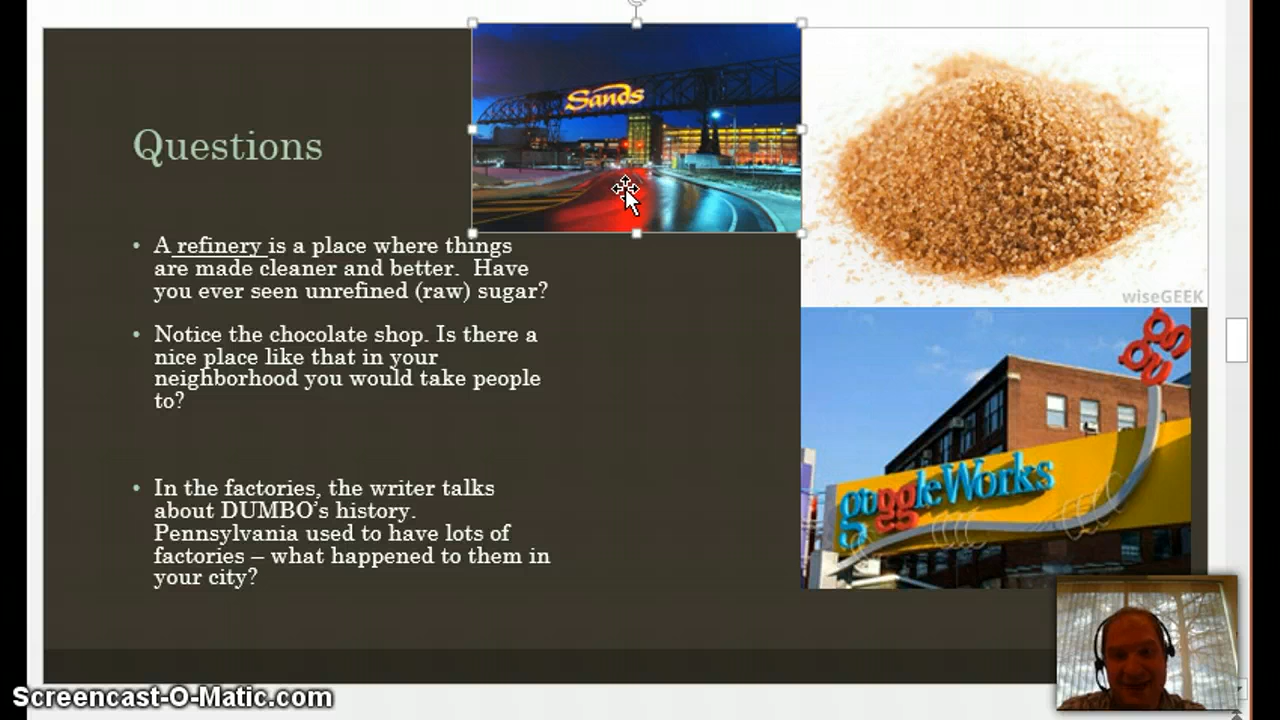 Sands
Questions
• A refinery is a place where things
are made cleaner and better.  Have
you ever seen unrefined (raw) sugar?
wiseGEEK
• Notice the chocolate shop. Is there a
nice place like that in your
neighborhood you would take people
to?
gg
goggleWorks
• In the factories, the writer talks
about DUMBO’s history.
Pennsylvania used to have lots of
factories – what happened to them in
your city?
Screencast-O-Matic.com